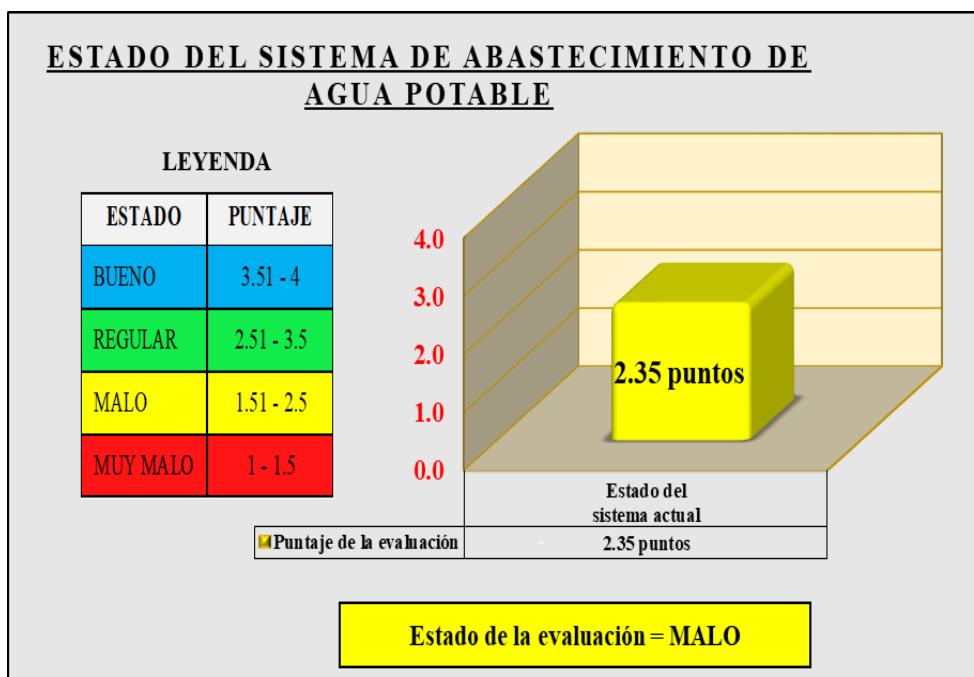 ESTADO DEL SISTEMA DE ABASTECIMIENTO DE
AGUA POTABLE
LEYENDA
ESTADO PUNTAJE
BUENO 3.51 - 4
REGULAR 2.51 - 3.5
MALO 1.51 - 2.5
MUY MALO 1 - 1.5
4.0
3.0
2.0
1.0
0.0
2.35 puntos
Estado del
sistema actual
Puntaje de la evaluación 2.35 puntos
Estado de la evaluación = MALO